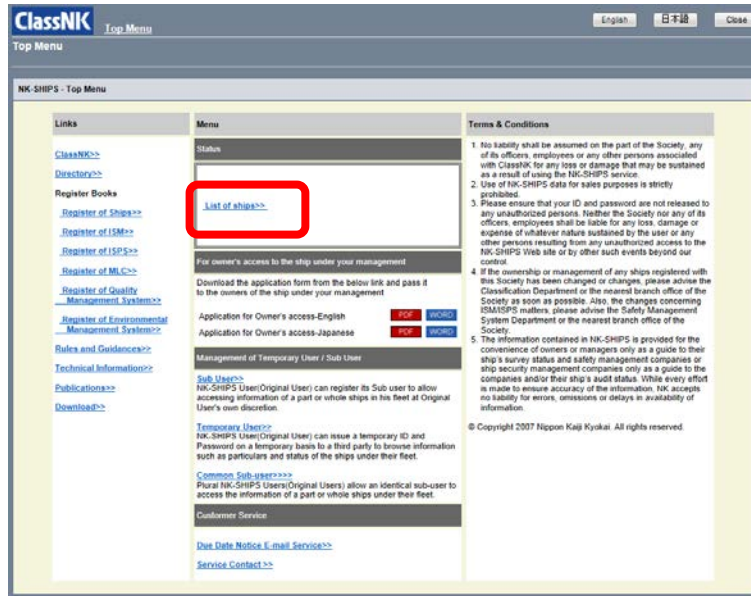 ClassNK Top Menu English 日本語 Close
Top Menu
NK-SHIPS - Top Menu
Links
ClassNK>>
Directory>>
Register Books
Register of Ships>>
Register of ISM>>
Register of ISPS>>
Register of MLC>>
Register of Quality
Management System>>
Register of Environmental
Management System>>
Rules and Guidances>>
Technical Information>>
Publications>>
Download>>
Menu
Status
List of ships>>
For owner's access to the ship under your management
Download the application form from the below link and pass it
to the owners of the ship under your management
Application for Owner's access-English PDF WORD
Application for Owner's access-Japanese PDF WORD
Management of Temporary User / Sub User
Sub User>>
NK-SHIPS User(Original User) can register its Sub user to allow
accessing information of a part or whole ships in his fleet at Original
User's own discretion.
Temporary User>>
NK-SHIPS User(Original User) can issue a temporary ID and
Password on a temporary basis to a third party to browse information
such as particulars and status of the ships under their fleet.
Common Sub-user>>>>
Plural NK-SHIPS Users(Original Users) allow an identical sub-user to
access the information of a part or whole ships under their fleet.
Customer Service
Due Date Notice E-mail Service>>
Service Contact >>
Terms & Conditions
1. No liability shall be assumed on the part of the Society, any
of its officers, employees or any other persons associated
with ClassNK for any loss or damage that may be sustained
as a result of using the NK-SHIPS service.
2. Use of NK-SHIPS data for sales purposes is strictly
prohibited.
3. Please ensure that your ID and password are not released to
any unauthorized persons. Neither the Society nor any of its
officers, employees shall be liable for any loss, damage or
expense of whatever nature sustained by the user or any
other persons resulting from any unauthorized access to the
NK-SHIPS Web site or by other such events beyond our
control.
4. If the ownership or management of any ships registered with
this Society has been changed or changes, please advise the
Classification Department or the nearest branch office of the
Society as soon as possible. Also, the changes concerning
ISM/ISPS matters, please advise the Safety Management
System Department or the nearest branch office of the
Society.
5. The information contained in NK-SHIPS is provided for the
convenience of owners or managers only as a guide to their
ship's survey status and safety management companies or
ship security management companies only as a guide to the
companies and/or their ship's audit status. While every effort
is made to ensure accuracy of the information, NK accepts
no liability for errors, omissions or delays in availability of
information.
© Copyright 2007 Nippon Kaiji Kyokai. All rights reserved.